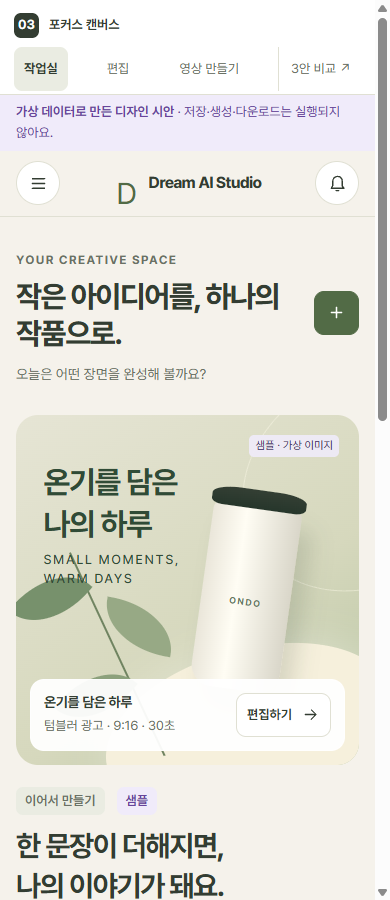 03 포커스 캔버스
작업실 편집 영상 만들기 3안 비교 ↗
가상 데이터로 만든 디자인 시안 · 저장·생성·다운로드는 실행되지
않아요.
D Dream AI Studio
YOUR CREATIVE SPACE
작은 아이디어를, 하나의
작품으로.
오늘은 어떤 장면을 완성해 볼까요?
샘플 · 가상 이미지
온기를 담은
나의 하루
SMALL MOMENTS,
WARM DAYS
ONDO
온기를 담은 하루
텀블러 광고 · 9:16 · 30초
편집하기 →
이어서 만들기 샘플
한 문장이 더해지면,
나의 이야기가 돼요.